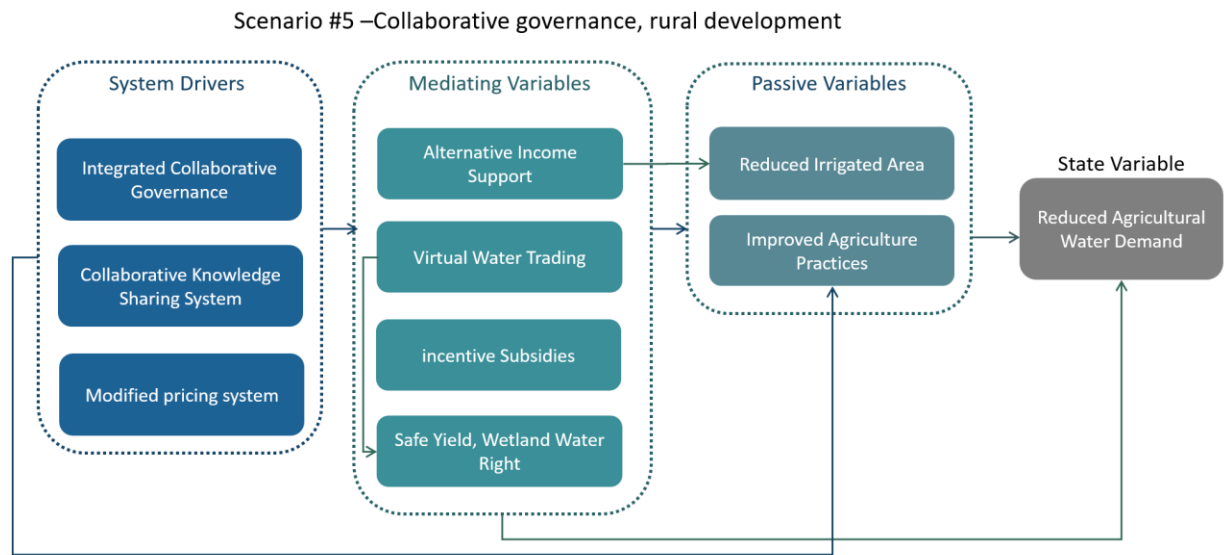 Scenario #5 –Collaborative governance, rural development
System Drivers
Integrated Collaborative
Governance
Collaborative Knowledge
Sharing System
Modified pricing system
Mediating Variables
Alternative Income
Support
Virtual Water Trading
incentive Subsidies
Safe Yield, Wetland Water
Right
Passive Variables
Reduced Irrigated Area
Improved Agriculture
Practices
State Variable
Reduced Agricultural
Water Demand